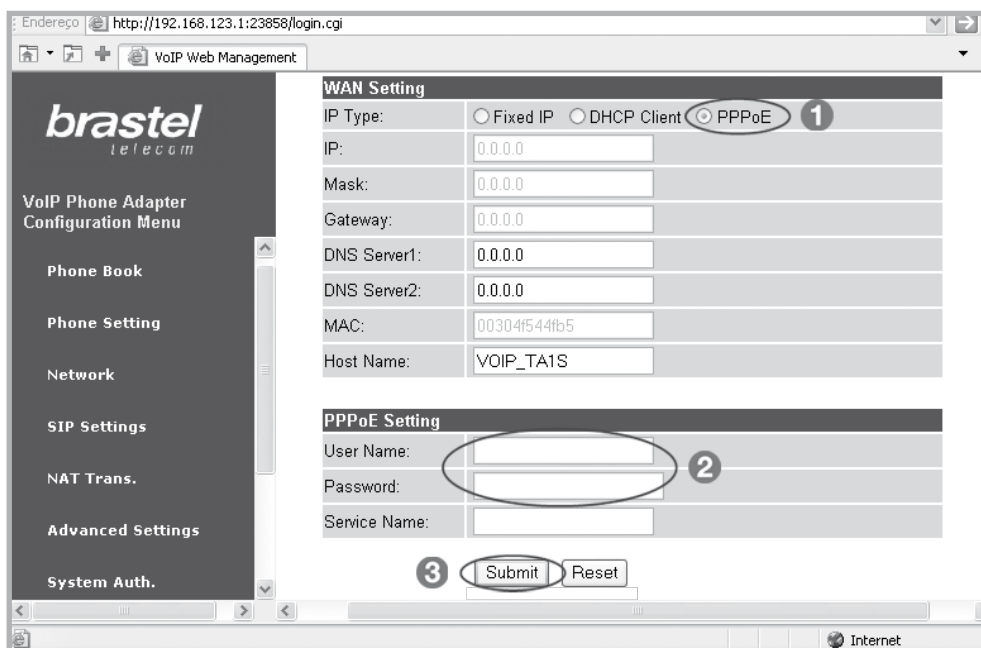 Endereço http://192.168.123.1:23858/login.cgi
VoIP Web Management
brastel
telecom
VoIP Phone Adapter
Configuration Menu
Phone Book
Phone Setting
Network
SIP Settings
NAT Trans.
Advanced Settings
System Auth.
WAN Setting
IP Type: Fixed IP DHCP Client PPPoE 1
IP: 0.0.0.0
Mask: 0.0.0.0
Gateway: 0.0.0.0
DNS Server1: 0.0.0.0
DNS Server2: 0.0.0.0
MAC: 00304f544fb5
Host Name: VOIP_TA1S
PPPoE Setting
User Name:
2
Password:
Service Name:
3 Submit Reset
Internet